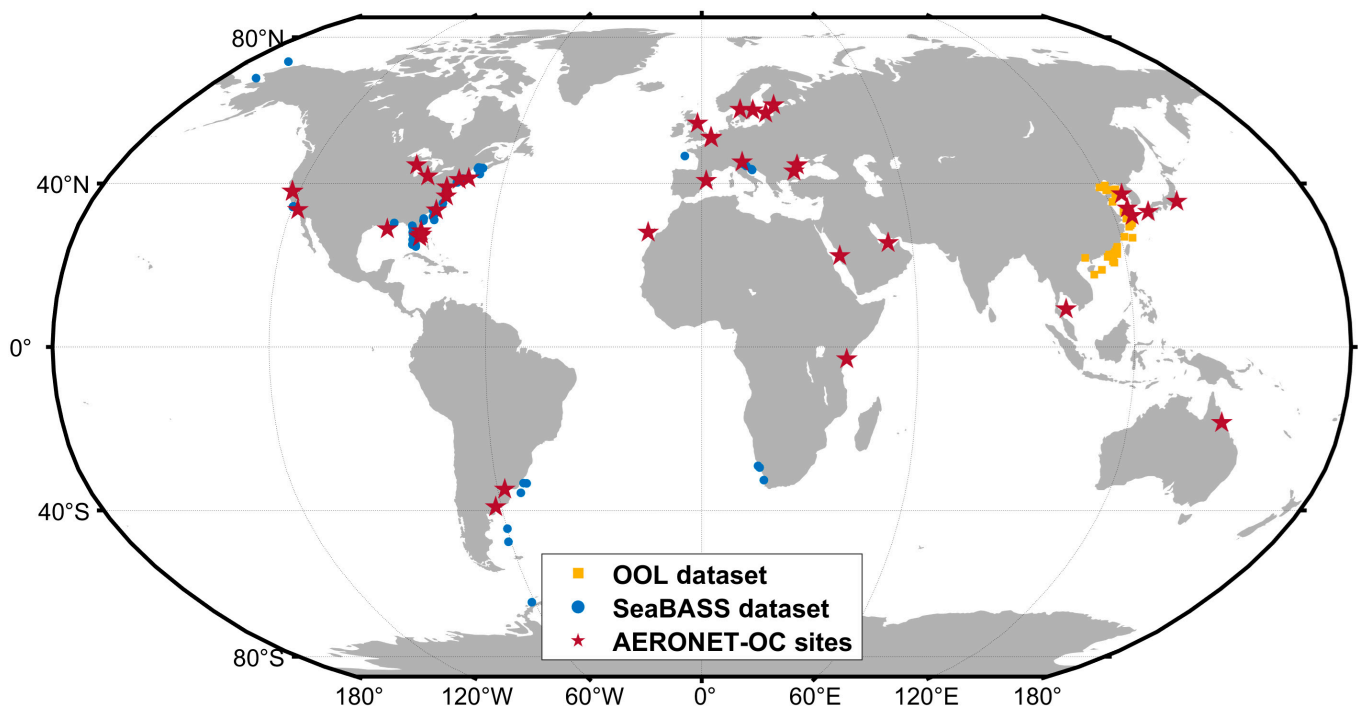 80°N
40°N
0°
40°S
80°S
OOL dataset
SeaBASS dataset
AERONET-OC sites
180° 120°W 60°W 0° 60°E 120°E 180°